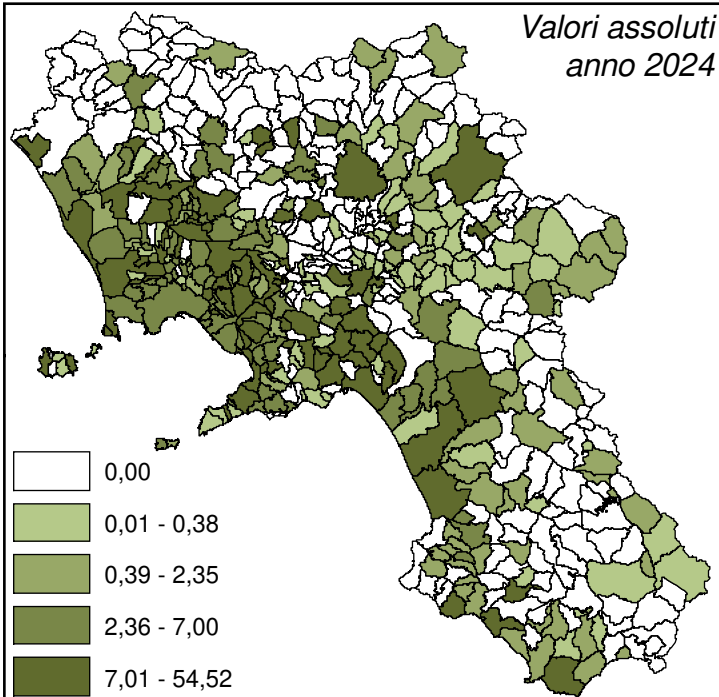 Valori assoluti
anno 2024
0,00
0,01 - 0,38
0,39 - 2,35
2,36 - 7,00
7,01 - 54,52